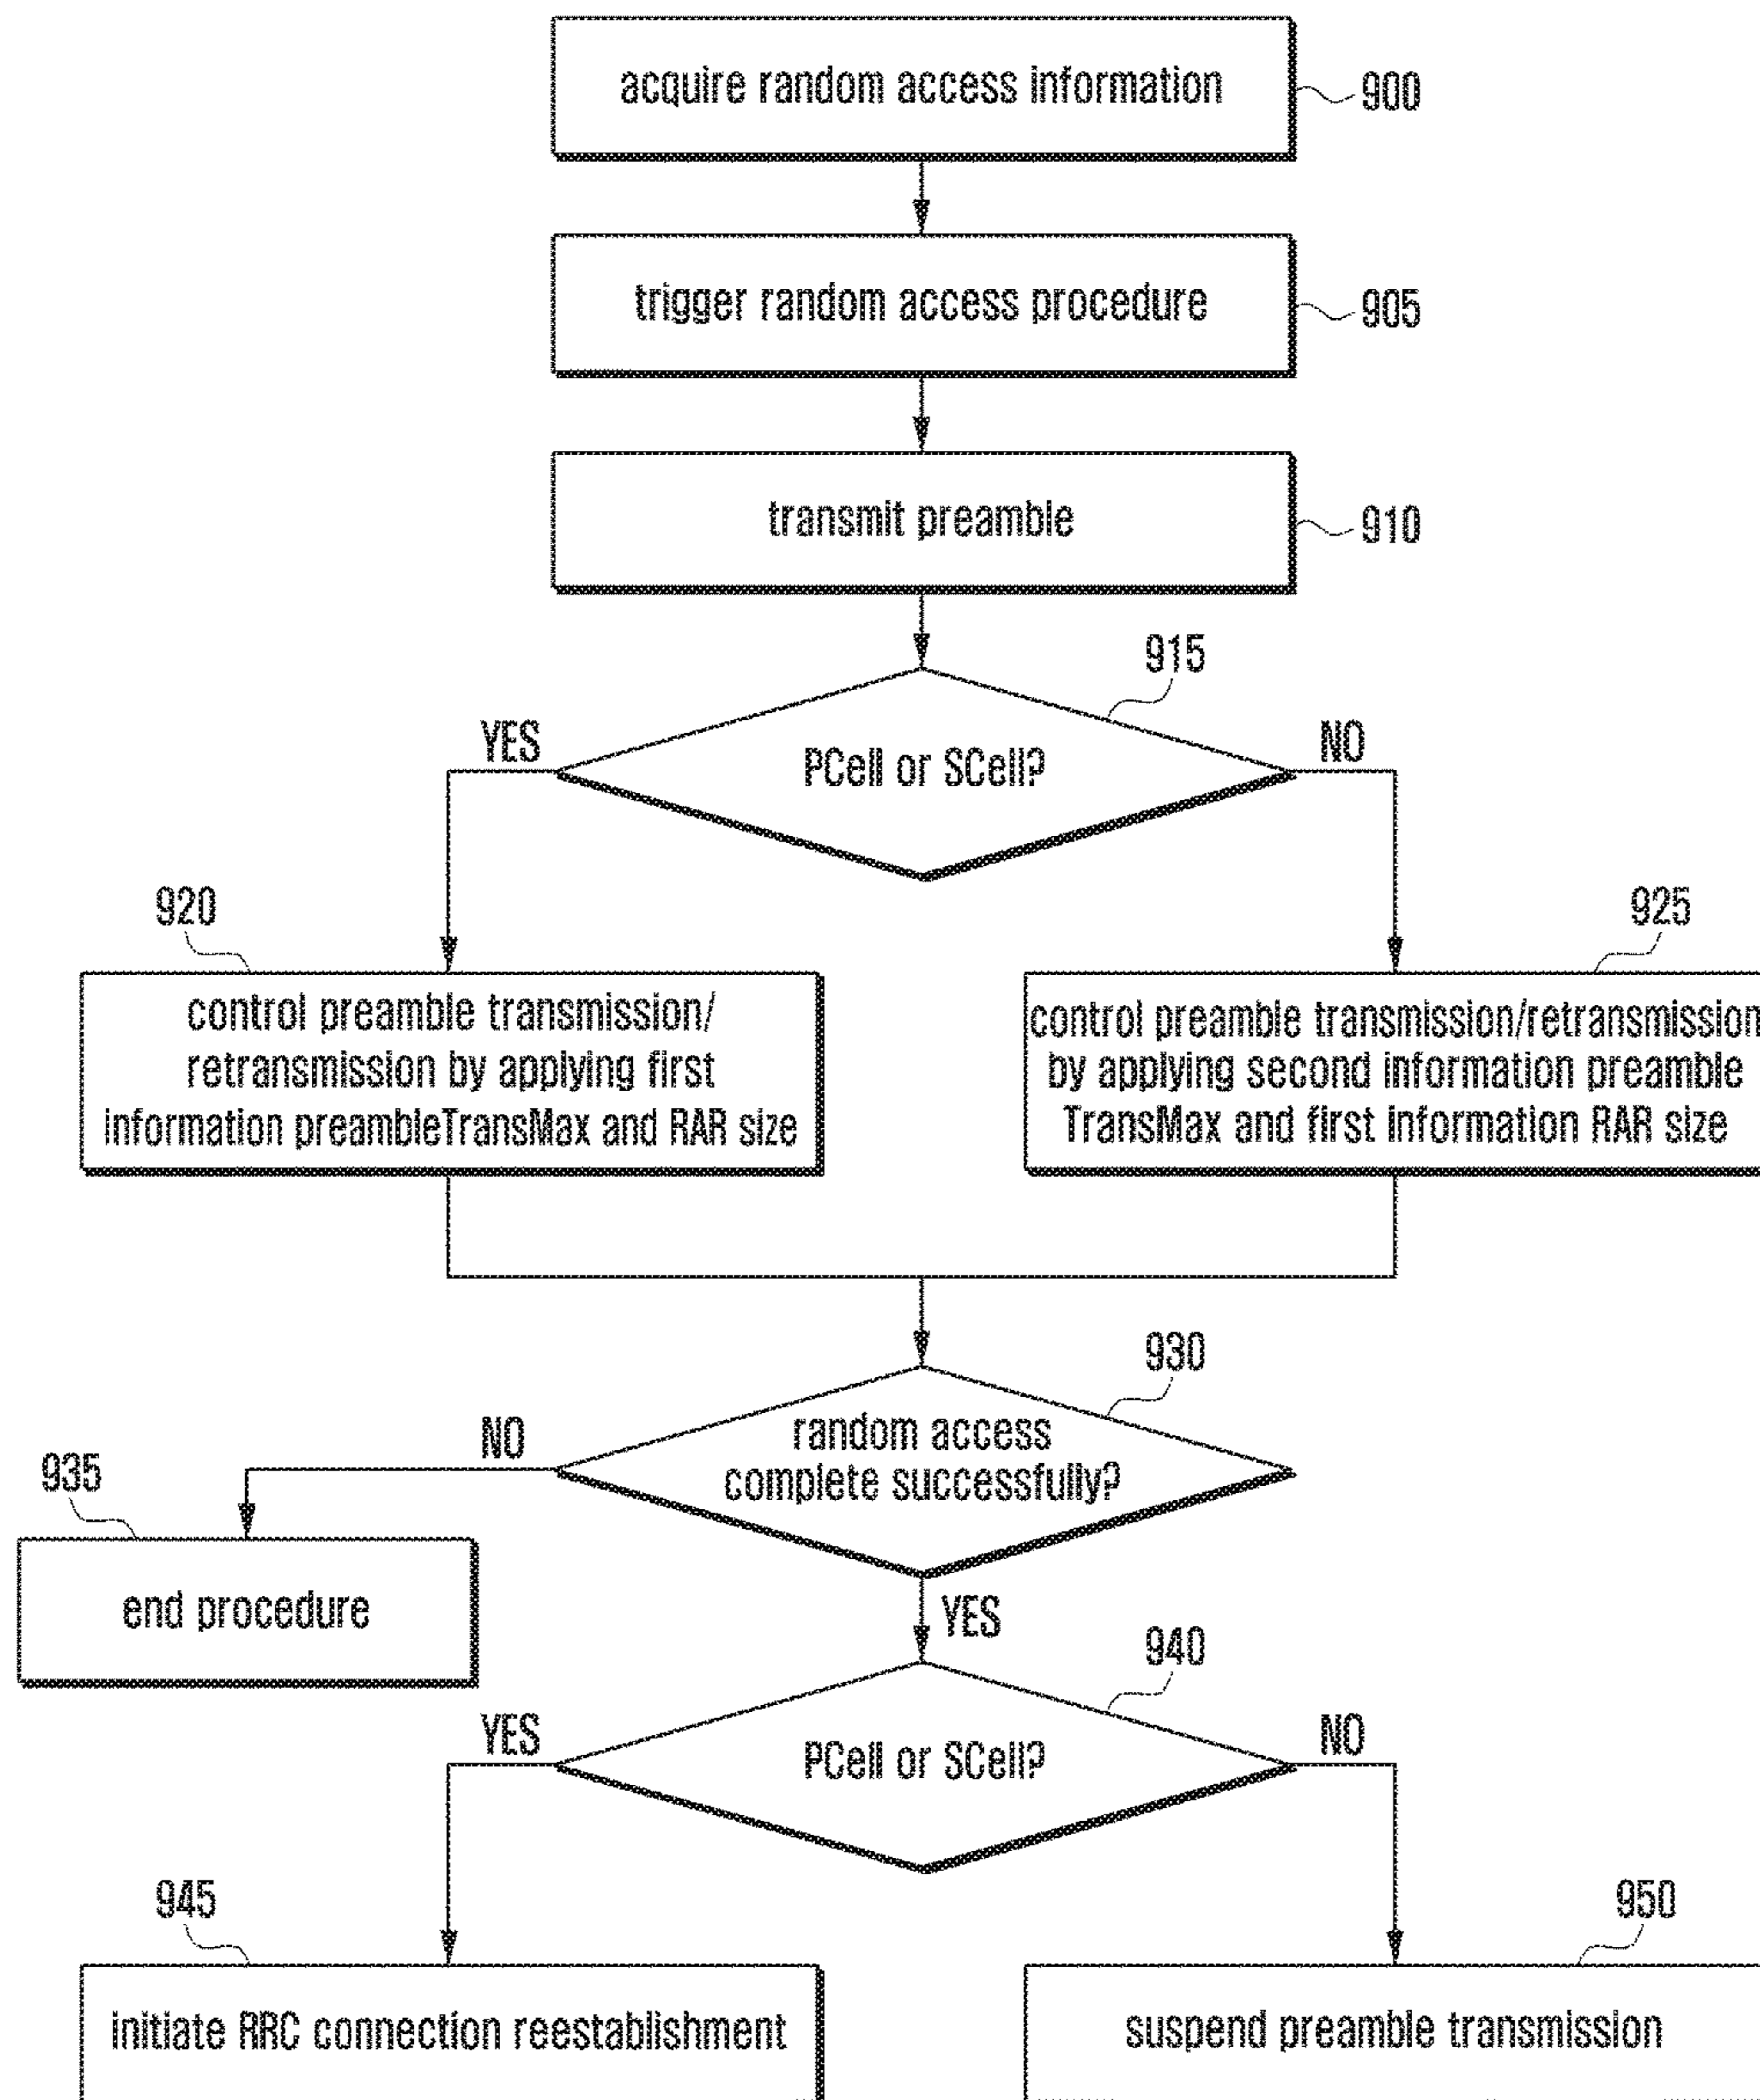 acquire random access information
900
trigger random access procedure
905
transmit preamble
910
915
YES
PCell or SCell?
NO
920
925
control preamble transmission/
retransmission by applying first
information preambleTransMax and RAR size
control preamble transmission/retransmission
by applying second information preamble
TransMax and first information RAR size
930
NO
random access
complete successfully?
935
end procedure
YES
940
YES
PCell or SCell?
NO
945
950
initiate RRC connection reestablishment
suspend preamble transmission